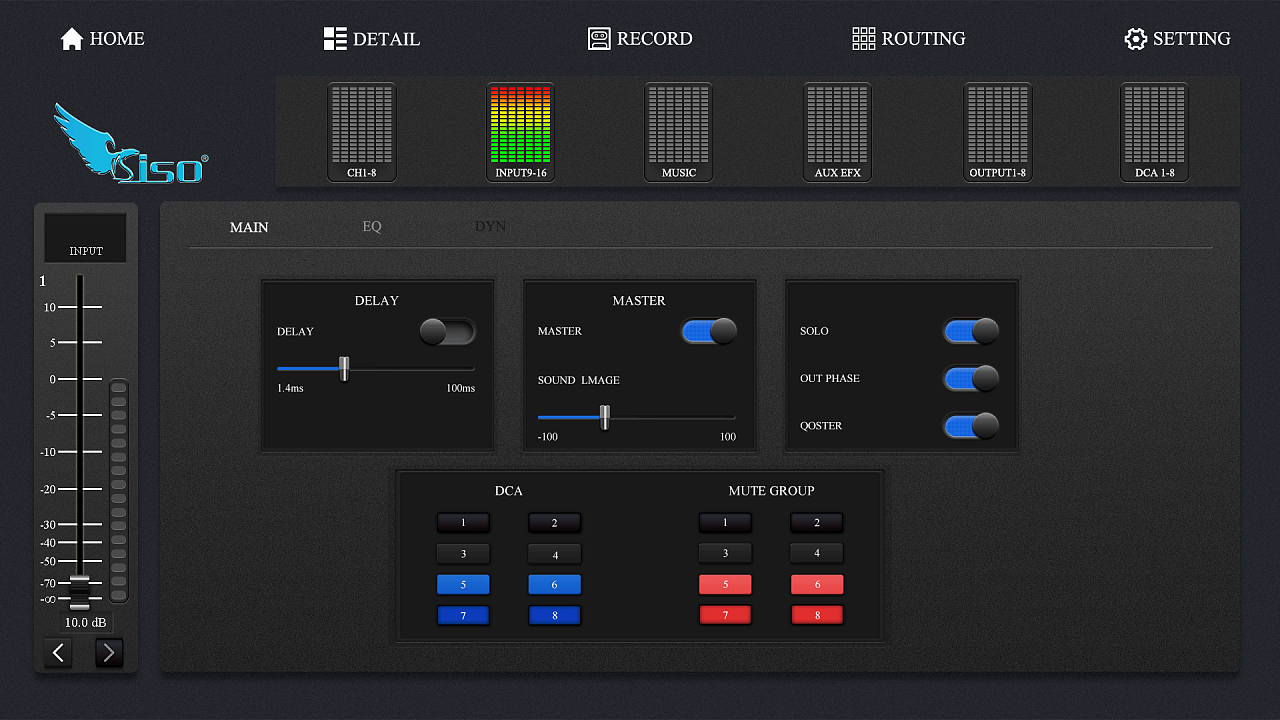 HOME DETAIL RECORD ROUTING SETTING
siso®
CH1-8 INPUT9-16 MUSIC AUX EFX OUTPUT1-8 DCA 1-8
INPUT
1
10
5
0
-5
-10
-20
-30
-40
-50
-70
-∞
10.0 dB
MAIN EQ DYN
DELAY
DELAY
1.4ms 100ms
MASTER
MASTER
SOUND LMAGE
-100 100
SOLO
OUT PHASE
QOSTER
DCA
1 2
3 4
5 6
7 8
MUTE GROUP
1 2
3 4
5 6
7 8